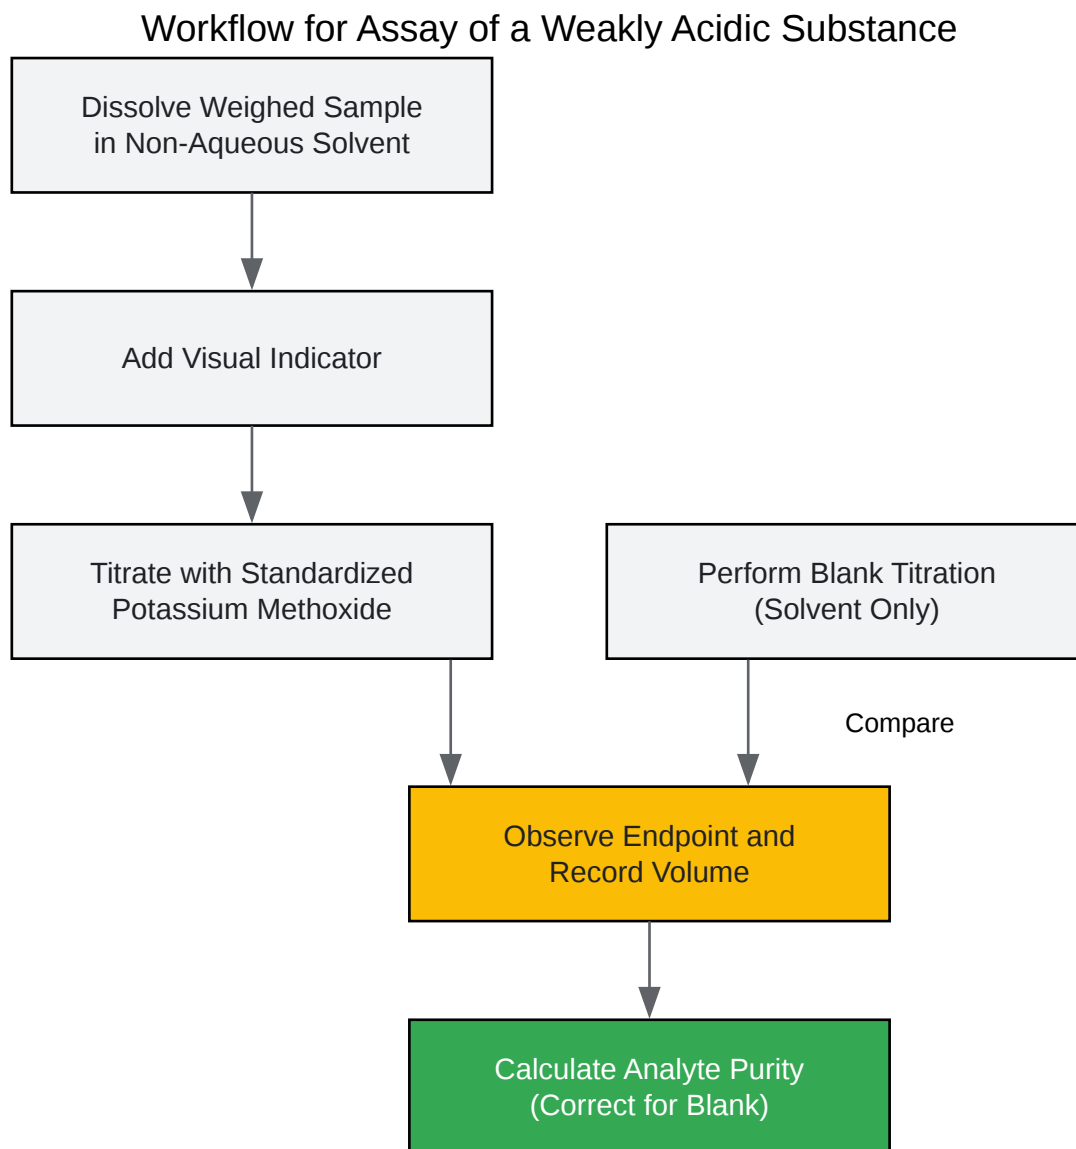 Workflow for Assay of a Weakly Acidic Substance
Dissolve Weighed Sample
in Non-Aqueous Solvent
Add Visual Indicator
Titrate with Standardized
Potassium Methoxide
Perform Blank Titration
(Solvent Only)
Compare
Observe Endpoint and
Record Volume
Calculate Analyte Purity
(Correct for Blank)